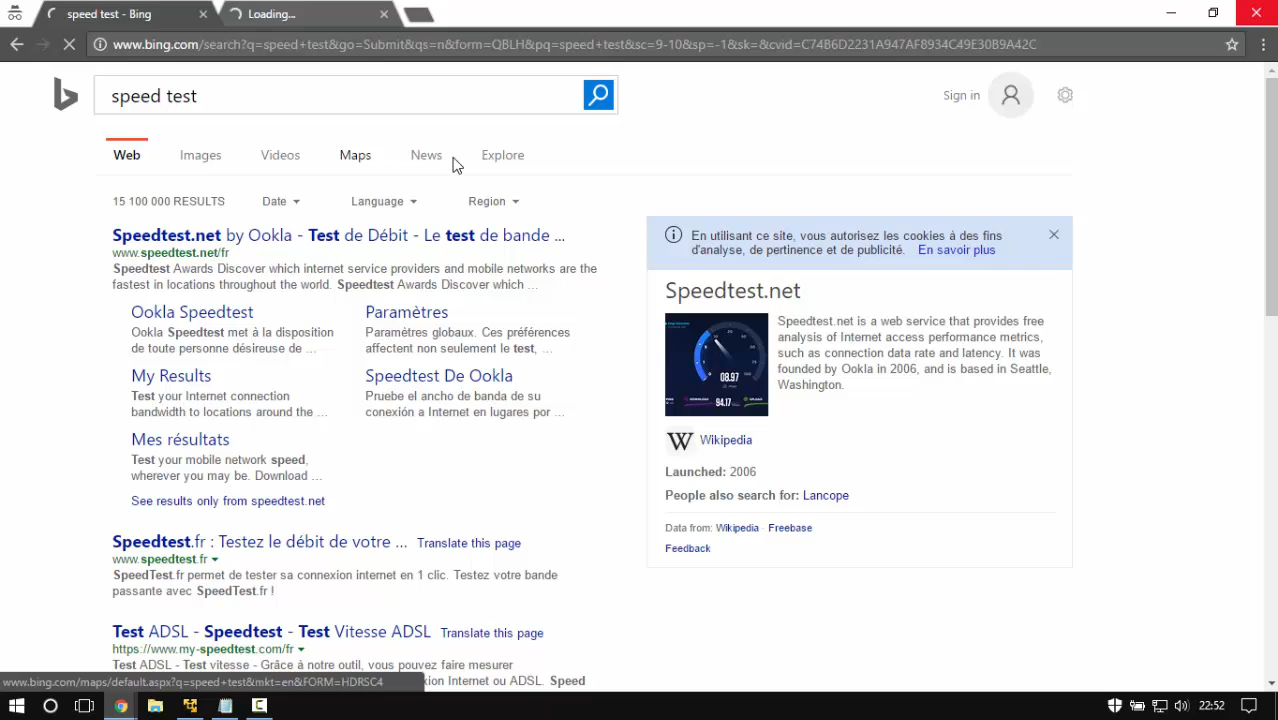 speed test - Bing
Loading...
www.bing.com/search?q=speed+test&go=Submit&qs=n&form=QBLH&pq=speed+test&sc=9-10&sp=-1&sk=&cvid=C74B6D2231A947AF8934C49E30B9A42C
speed test
Sign in
Web Images Videos Maps News Explore
15 100 000 RESULTS Date Language Region
Speedtest.net by Ookla - Test de Débit - Le test de bande ...
www.speedtest.net/fr
Speedtest Awards Discover which internet service providers and mobile networks are the
fastest in locations throughout the world. Speedtest Awards Discover which ...
Ookla Speedtest
Ookla Speedtest met à la disposition
de toute personne désireuse de ...
Paramètres
Paramètres globaux. Ces préférences
affectent non seulement le test, ...
My Results
Test your Internet connection
bandwidth to locations around the ...
Speedtest De Ookla
Pruebe el ancho de banda de su
conexión a Internet en lugares por ...
Mes résultats
Test your mobile network speed,
wherever you may be. Download ...
See results only from speedtest.net
Speedtest.fr : Testez le débit de votre ... Translate this page
www.speedtest.fr
SpeedTest.fr permet de tester sa connexion internet en 1 clic. Testez votre bande
passante avec SpeedTest.fr !
Test ADSL - Speedtest - Test Vitesse ADSL Translate this page
https://www.my-speedtest.com/fr
Test ADSL - Test vitesse - Grâce à notre outil, vous pouvez faire mesurer
xion Internet ou ADSL. Speed
www.bing.com/maps/default.aspx?q=speed+test&mkt=en&FORM=HDRSC4
En utilisant ce site, vous autorisez les cookies à des fins
d'analyse, de pertinence et de publicité. En savoir plus
Speedtest.net
08.97
94.17
Speedtest.net is a web service that provides free
analysis of Internet access performance metrics,
such as connection data rate and latency. It was
founded by Ookla in 2006, and is based in Seattle,
Washington.
W Wikipedia
Launched: 2006
People also search for: Lancope
Data from: Wikipedia · Freebase
Feedback
22:52